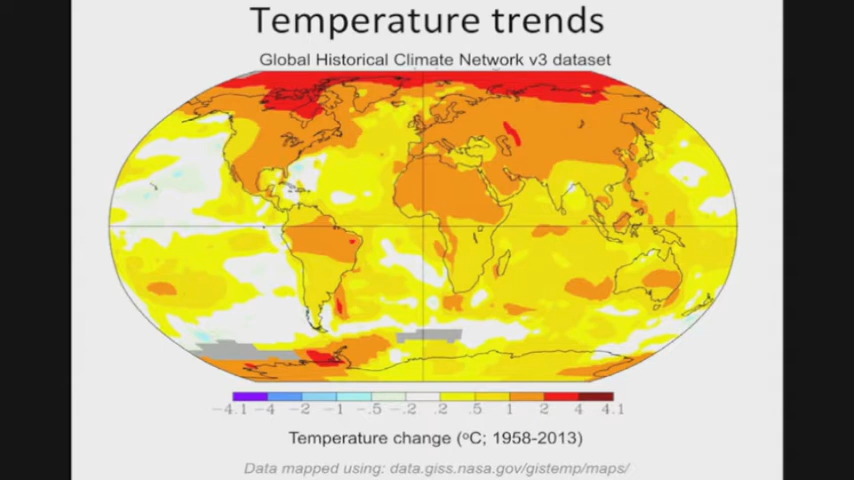 Temperature trends
Global Historical Climate Network v3 dataset
-4.1 -4 -2 -1 -.5 -.2 .2 .5 1 2 4 4.1
Temperature change (ºC; 1958-2013)
Data mapped using: data.giss.nasa.gov/gistemp/maps/